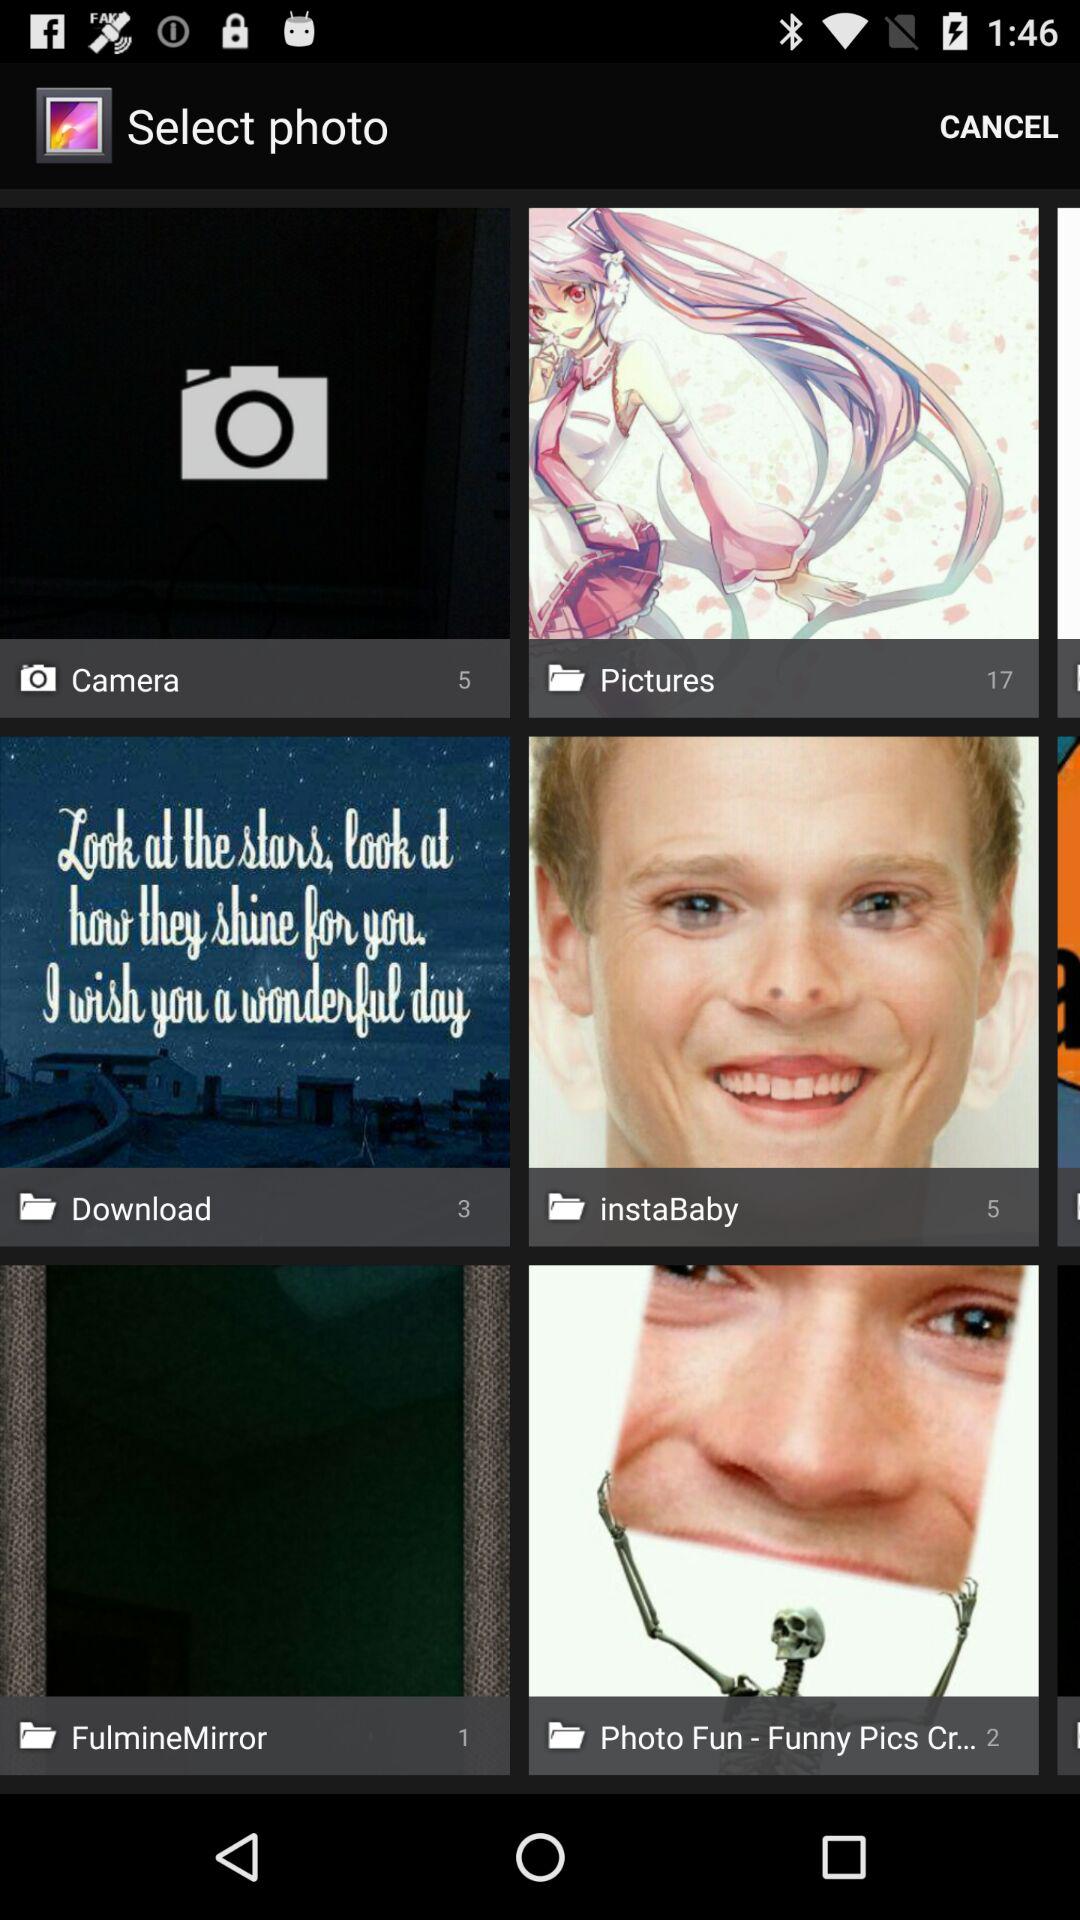 FAK
1:46
Select photo
CANCEL
Camera 5
Pictures 17
Look at the stars, look at
how they shine for you.
I wish you a wonderful day
Download 3
instaBaby 5
FulmineMirror 1
Photo Fun - Funny Pics Cr... 2